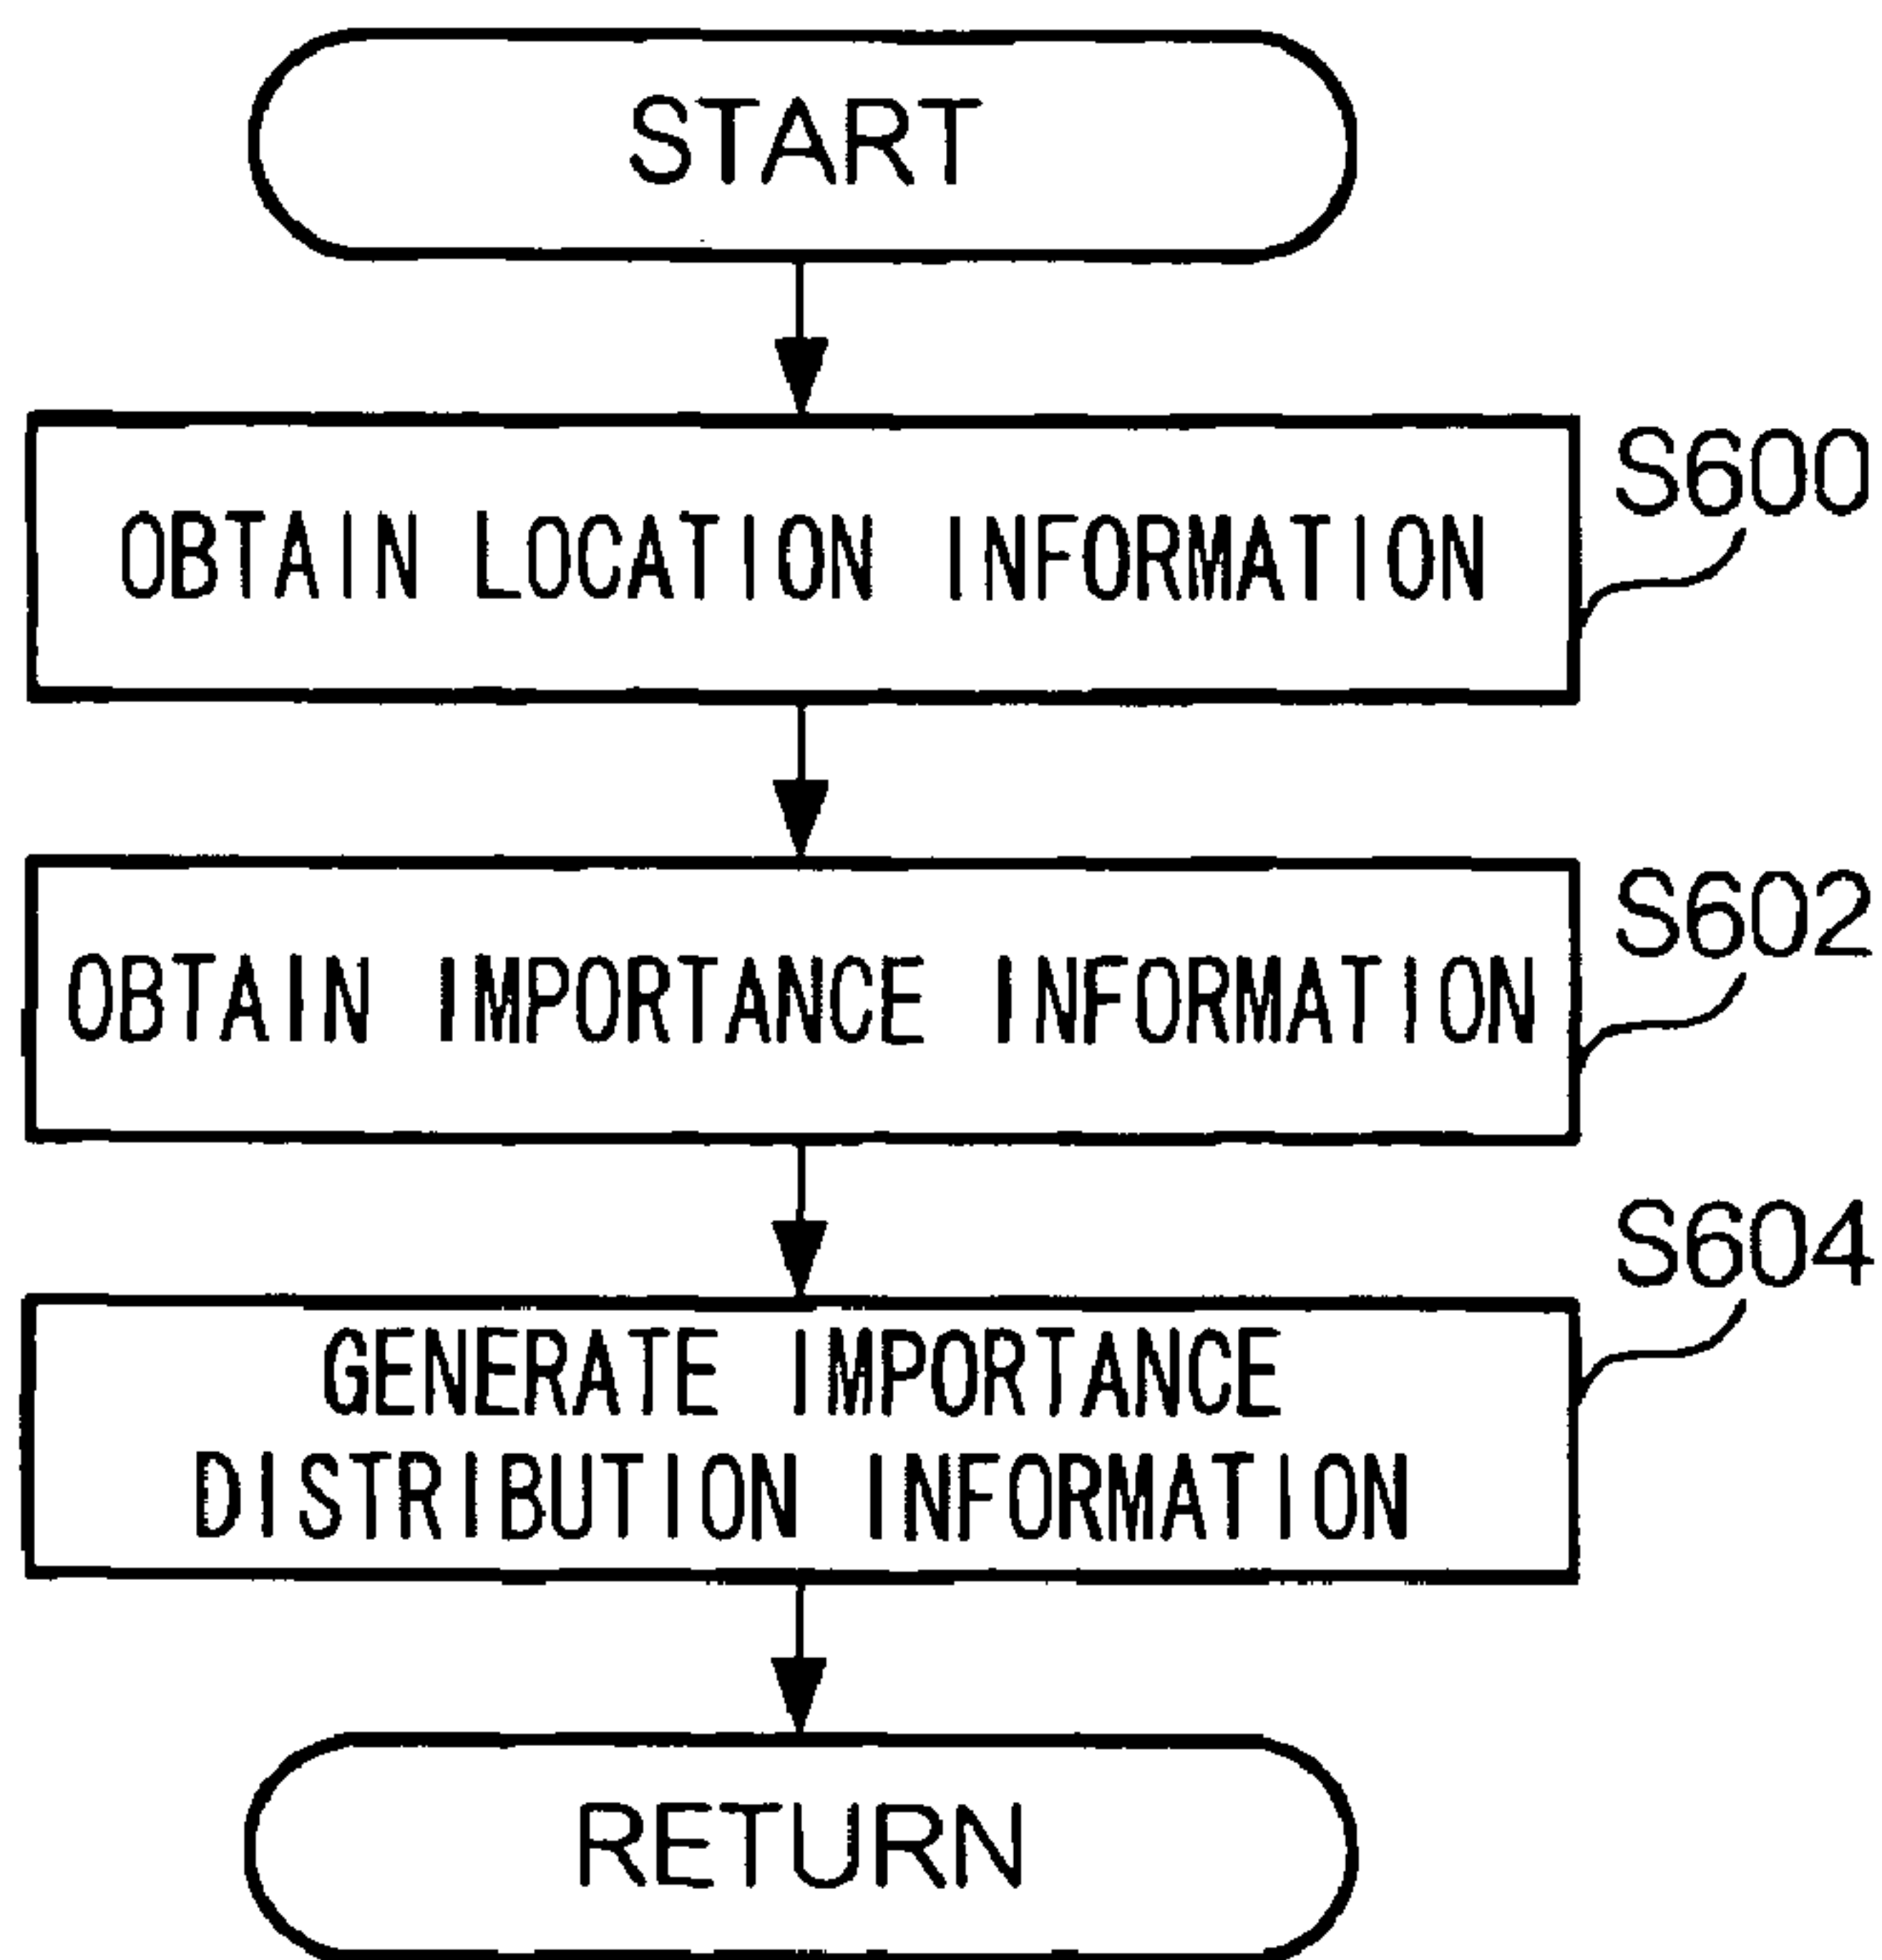 START
OBTAIN LOCATION INFORMATION
S600
OBTAIN IMPORTANCE INFORMATION
S602
S604
GENERATE IMPORTANCE
DISTRIBUTION INFORMATION
RETURN